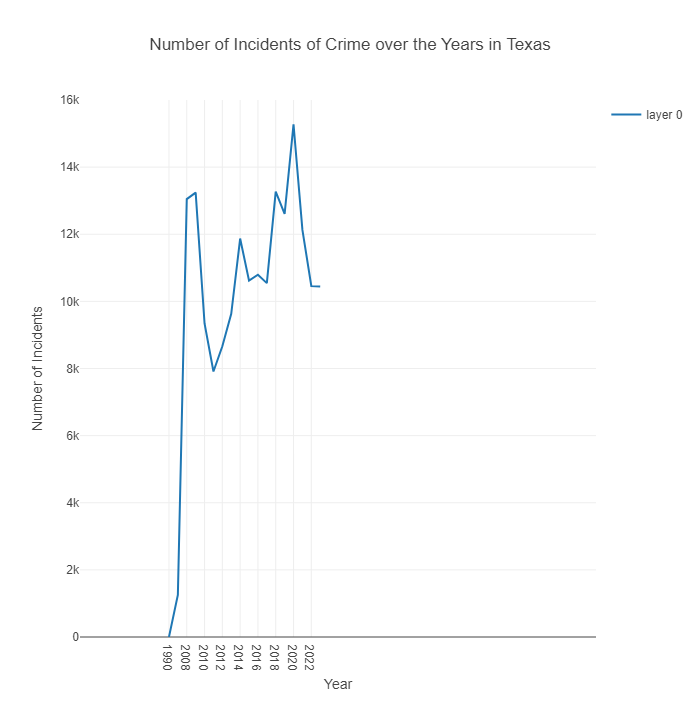 Number of Incidents of Crime over the Years in Texas
layer 0
16k
14k
12k
10k
8k
6k
4k
2k
0
Number of Incidents
1990
2008
2010
2012
2014
2016
2018
2020
2022
Year